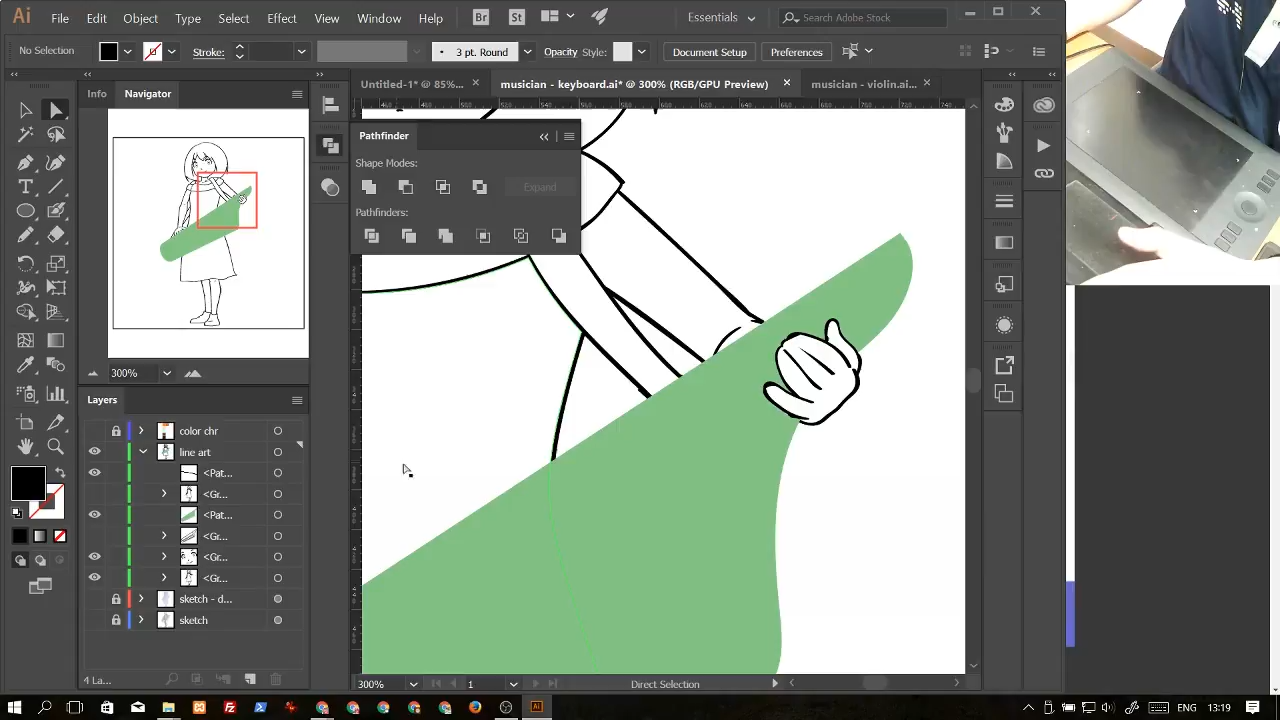 Ai File Edit Object Type Select View Window Help Br St Essentials Search Adobe Stock
No Selection Stroke: 3 pt. Round Opacity Style: Document Setup Preferences
Info Navigator
Untitled-1* @ 85%... musician - keyboard.ai* @ 300% (RGB/GPU Preview) musician - violin.ai...
Pathfinder
Shape Modes:
Expand
Pathfinders:
300%
Layers
color chr
line art
<Pat...
<Gr...
<Pat...
<Gr...
<Gr...
<Gr...
sketch - d...
sketch
4 La...
300% 1 Direct Selection
ENG 13:19